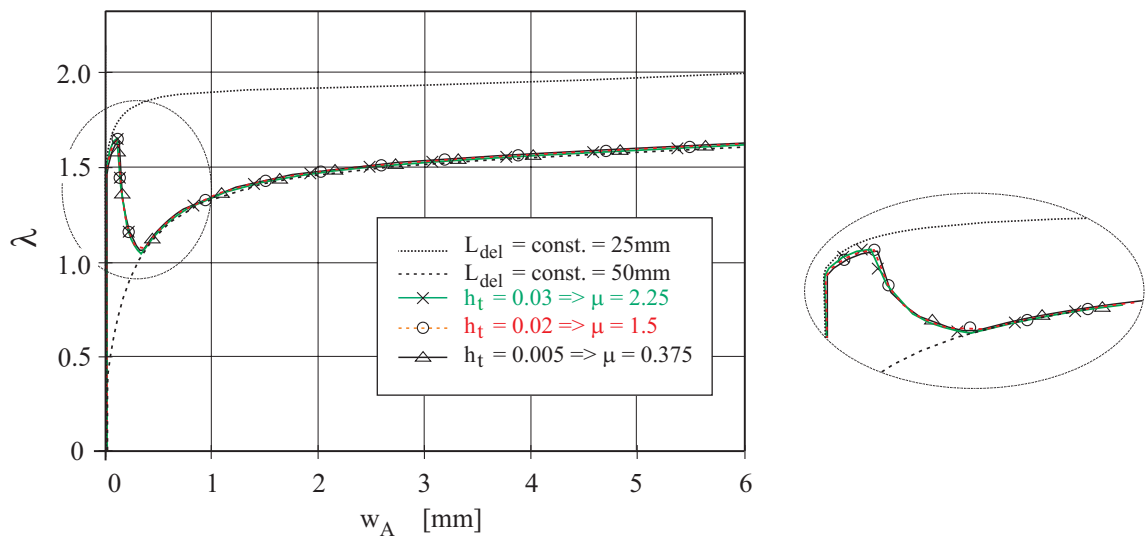 2.0
1.5
1.0
0.5
0
λ
0 1 2 3 4 5 6
w_A [mm]
L_del = const. = 25mm
L_del = const. = 50mm
h_t = 0.03 => μ = 2.25
h_t = 0.02 => μ = 1.5
h_t = 0.005 => μ = 0.375